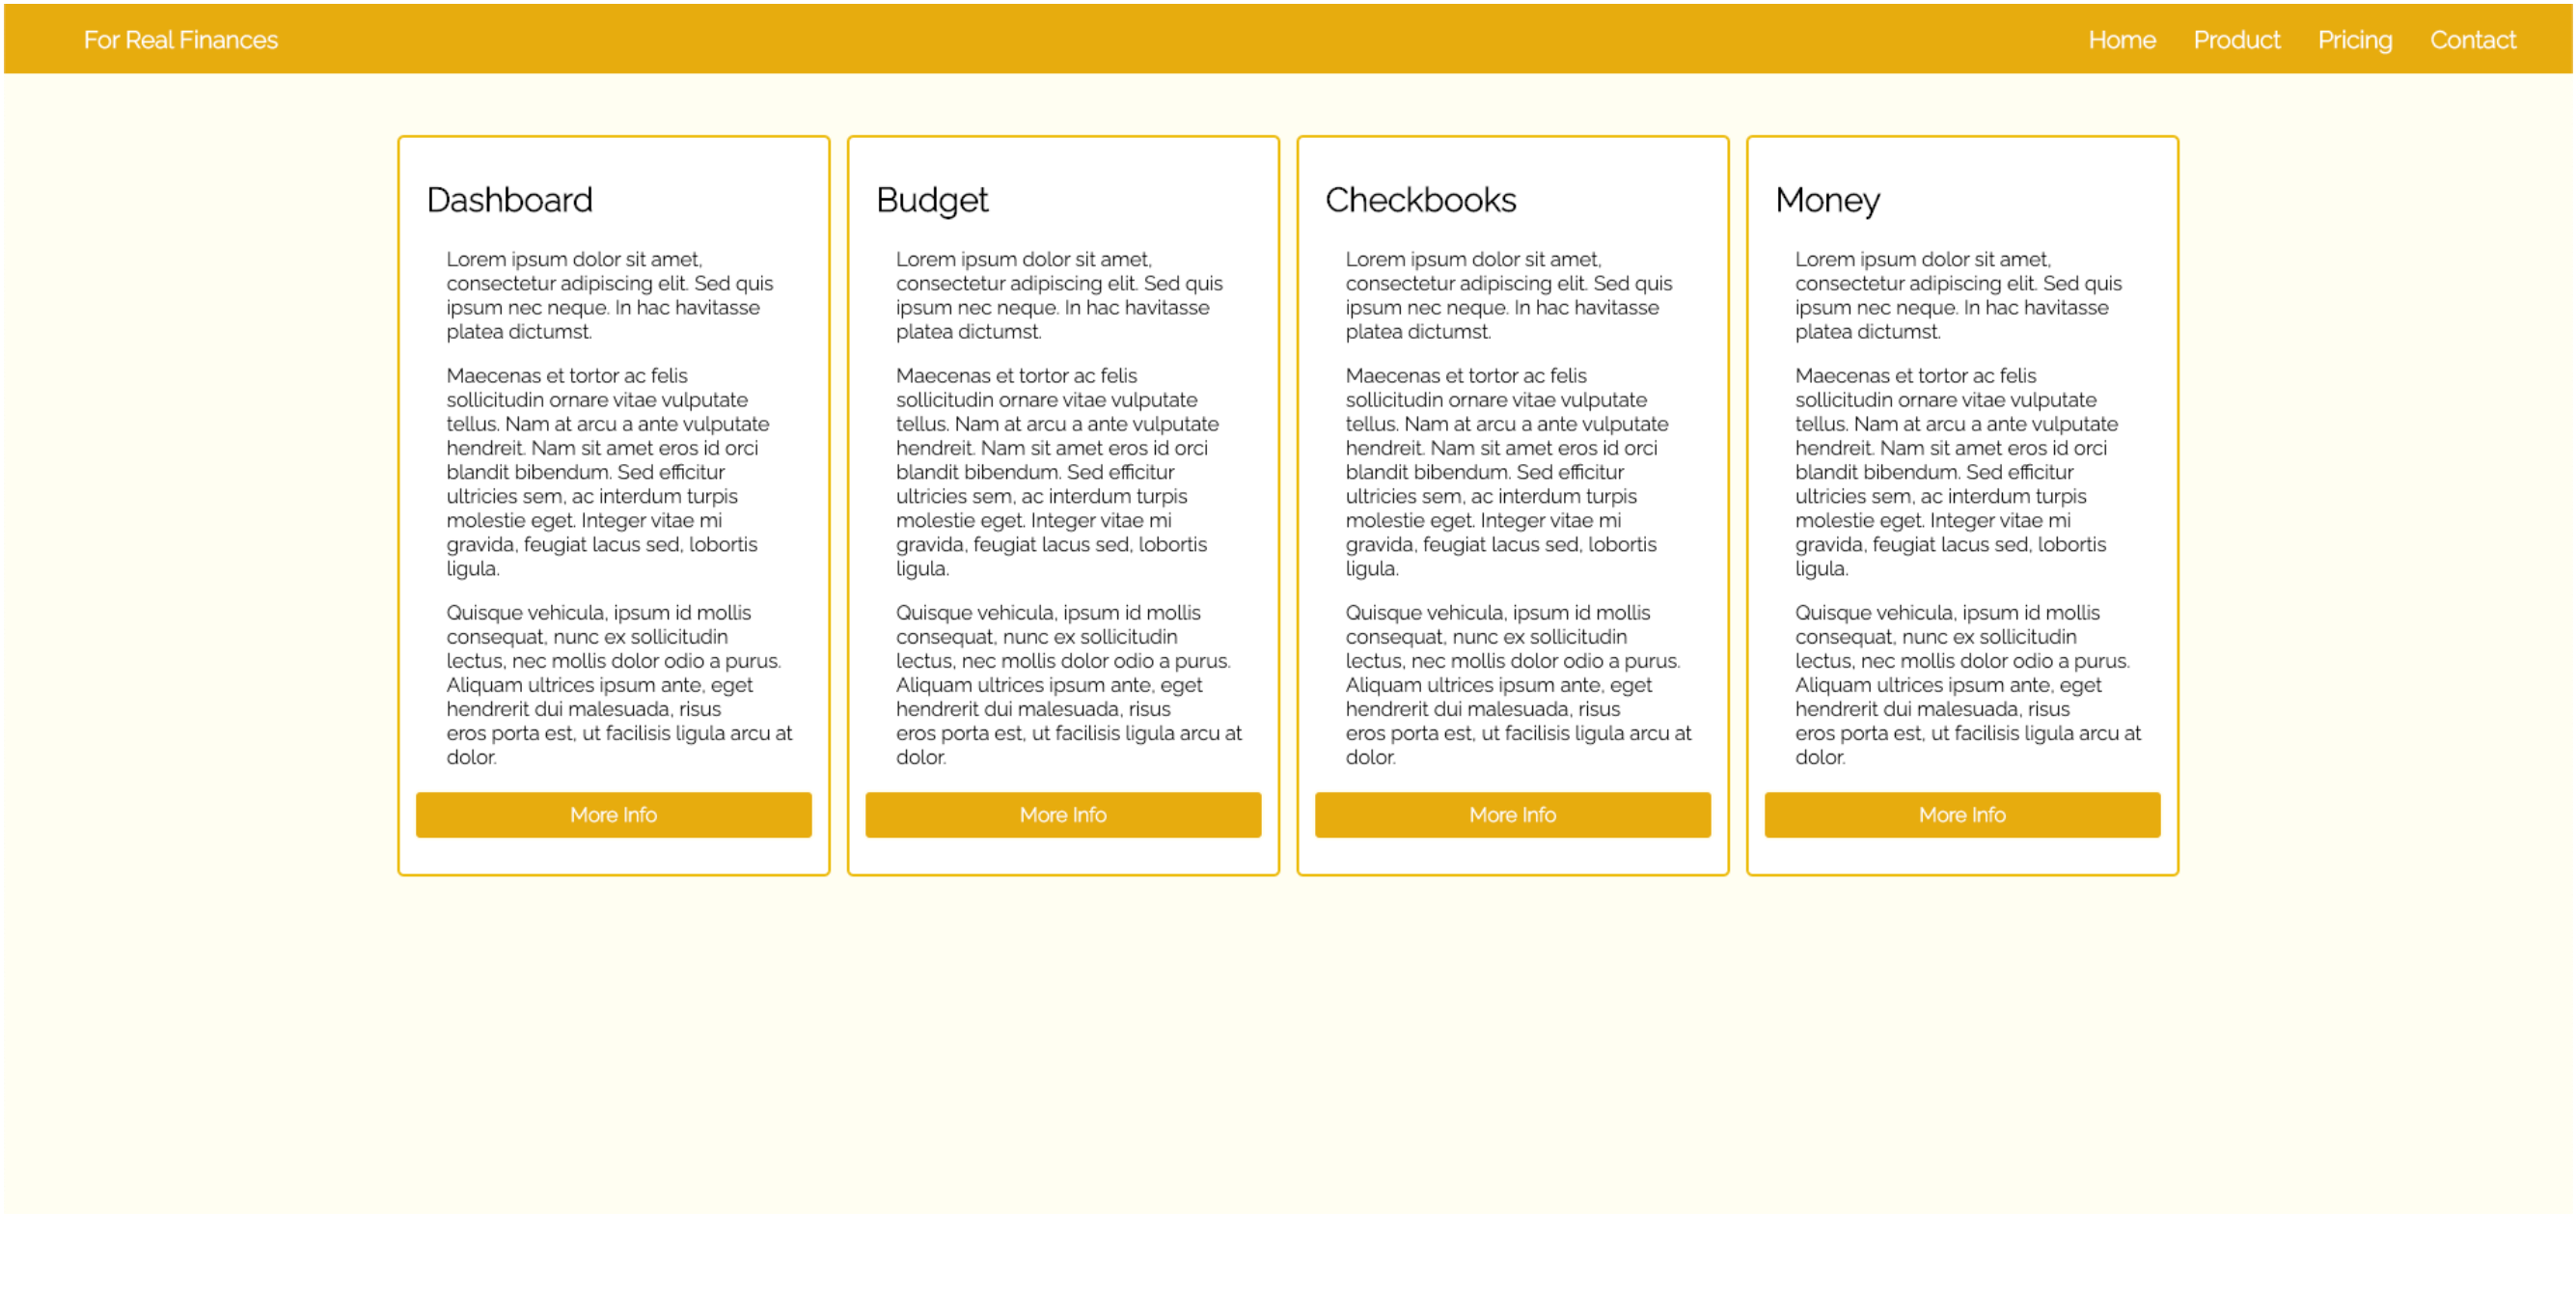 For Real Finances
Home Product Pricing Contact
Dashboard
Lorem ipsum dolor sit amet,
consectetur adipiscing elit. Sed quis
ipsum nec neque. In hac havitasse
platea dictumst.
Maecenas et tortor ac felis
sollicitudin ornare vitae vulputate
tellus. Nam at arcu a ante vulputate
hendreit. Nam sit amet eros id orci
blandit bibendum. Sed efficitur
ultricies sem, ac interdum turpis
molestie eget. Integer vitae mi
gravida, feugiat lacus sed, lobortis
ligula.
Quisque vehicula, ipsum id mollis
consequat, nunc ex sollicitudin
lectus, nec mollis dolor odio a purus.
Aliquam ultrices ipsum ante, eget
hendrerit dui malesuada, risus
eros porta est, ut facilisis ligula arcu at
dolor.
More Info
Budget
Lorem ipsum dolor sit amet,
consectetur adipiscing elit. Sed quis
ipsum nec neque. In hac havitasse
platea dictumst.
Maecenas et tortor ac felis
sollicitudin ornare vitae vulputate
tellus. Nam at arcu a ante vulputate
hendreit. Nam sit amet eros id orci
blandit bibendum. Sed efficitur
ultricies sem, ac interdum turpis
molestie eget. Integer vitae mi
gravida, feugiat lacus sed, lobortis
ligula.
Quisque vehicula, ipsum id mollis
consequat, nunc ex sollicitudin
lectus, nec mollis dolor odio a purus.
Aliquam ultrices ipsum ante, eget
hendrerit dui malesuada, risus
eros porta est, ut facilisis ligula arcu at
dolor.
More Info
Checkbooks
Lorem ipsum dolor sit amet,
consectetur adipiscing elit. Sed quis
ipsum nec neque. In hac havitasse
platea dictumst.
Maecenas et tortor ac felis
sollicitudin ornare vitae vulputate
tellus. Nam at arcu a ante vulputate
hendreit. Nam sit amet eros id orci
blandit bibendum. Sed efficitur
ultricies sem, ac interdum turpis
molestie eget. Integer vitae mi
gravida, feugiat lacus sed, lobortis
ligula.
Quisque vehicula, ipsum id mollis
consequat, nunc ex sollicitudin
lectus, nec mollis dolor odio a purus.
Aliquam ultrices ipsum ante, eget
hendrerit dui malesuada, risus
eros porta est, ut facilisis ligula arcu at
dolor.
More Info
Money
Lorem ipsum dolor sit amet,
consectetur adipiscing elit. Sed quis
ipsum nec neque. In hac havitasse
platea dictumst.
Maecenas et tortor ac felis
sollicitudin ornare vitae vulputate
tellus. Nam at arcu a ante vulputate
hendreit. Nam sit amet eros id orci
blandit bibendum. Sed efficitur
ultricies sem, ac interdum turpis
molestie eget. Integer vitae mi
gravida, feugiat lacus sed, lobortis
ligula.
Quisque vehicula, ipsum id mollis
consequat, nunc ex sollicitudin
lectus, nec mollis dolor odio a purus.
Aliquam ultrices ipsum ante, eget
hendrerit dui malesuada, risus
eros porta est, ut facilisis ligula arcu at
dolor.
More Info